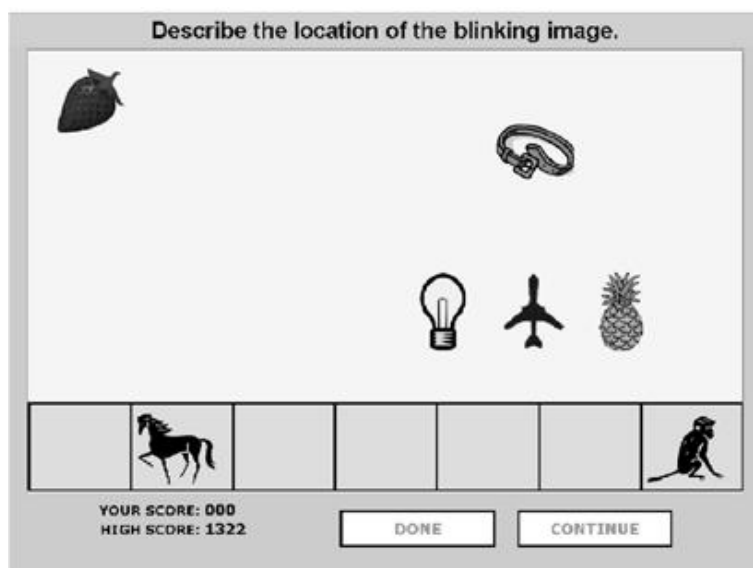 Describe the location of the blinking image.
YOUR SCORE: 000
HIGH SCORE: 1322
DONE
CONTINUE